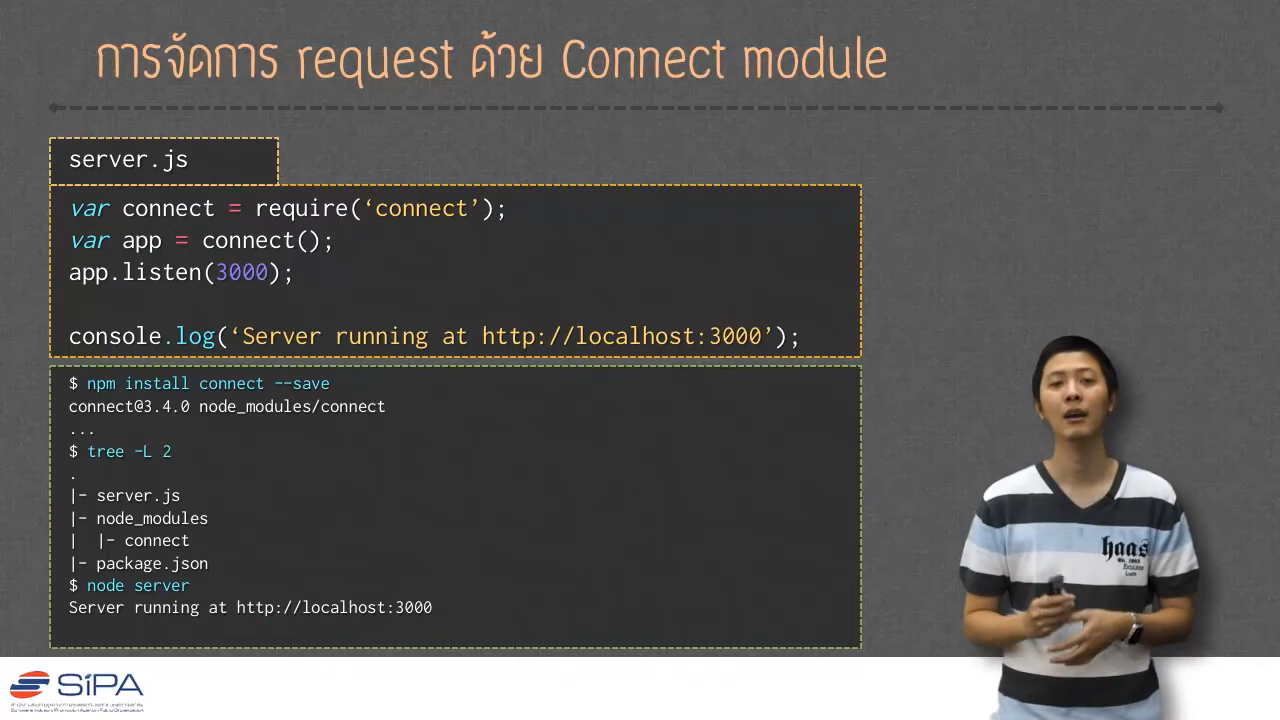 การจัดการ request ด้วย Connect module
server.js
var connect = require(‘connect’);
var app = connect();
app.listen(3000);
console.log(‘Server running at http://localhost:3000’);
$ npm install connect --save
connect@3.4.0 node_modules/connect
...
$ tree -L 2
.
|- server.js
|- node_modules
|  |- connect
|- package.json
$ node server
Server running at http://localhost:3000
haas
SiPA